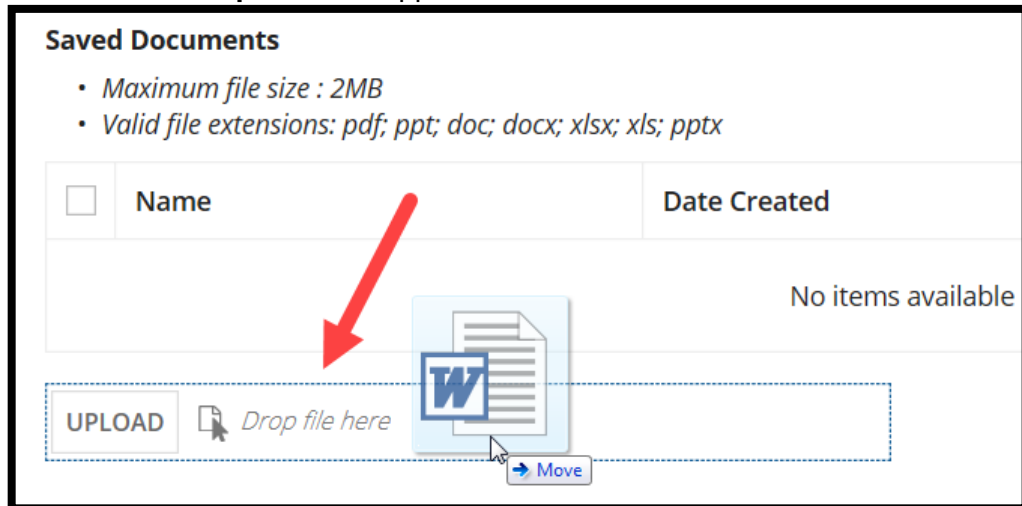 Saved Documents
• Maximum file size : 2MB
• Valid file extensions: pdf; ppt; doc; docx; xlsx; xls; pptx
Name Date Created
No items available
UPLOAD Drop file here W
Move